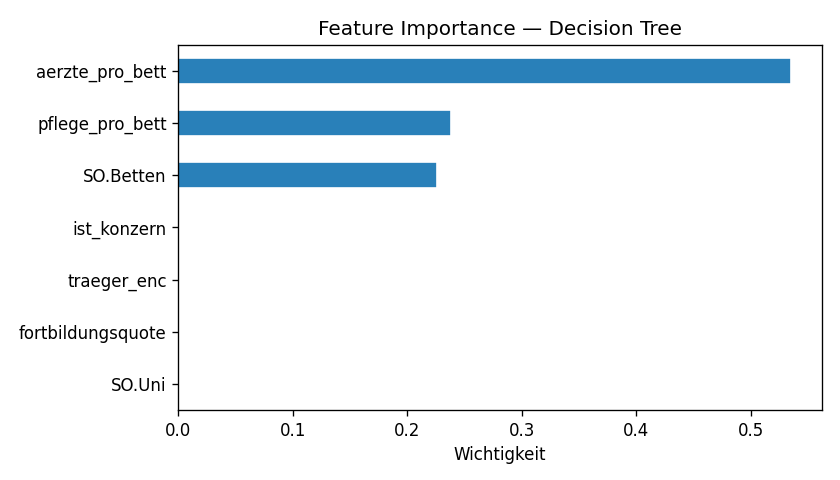 Feature Importance — Decision Tree
aerzte_pro_bett
pflege_pro_bett
SO.Betten
ist_konzern
traeger_enc
fortbildungsquote
SO.Uni
0.0 0.1 0.2 0.3 0.4 0.5
Wichtigkeit